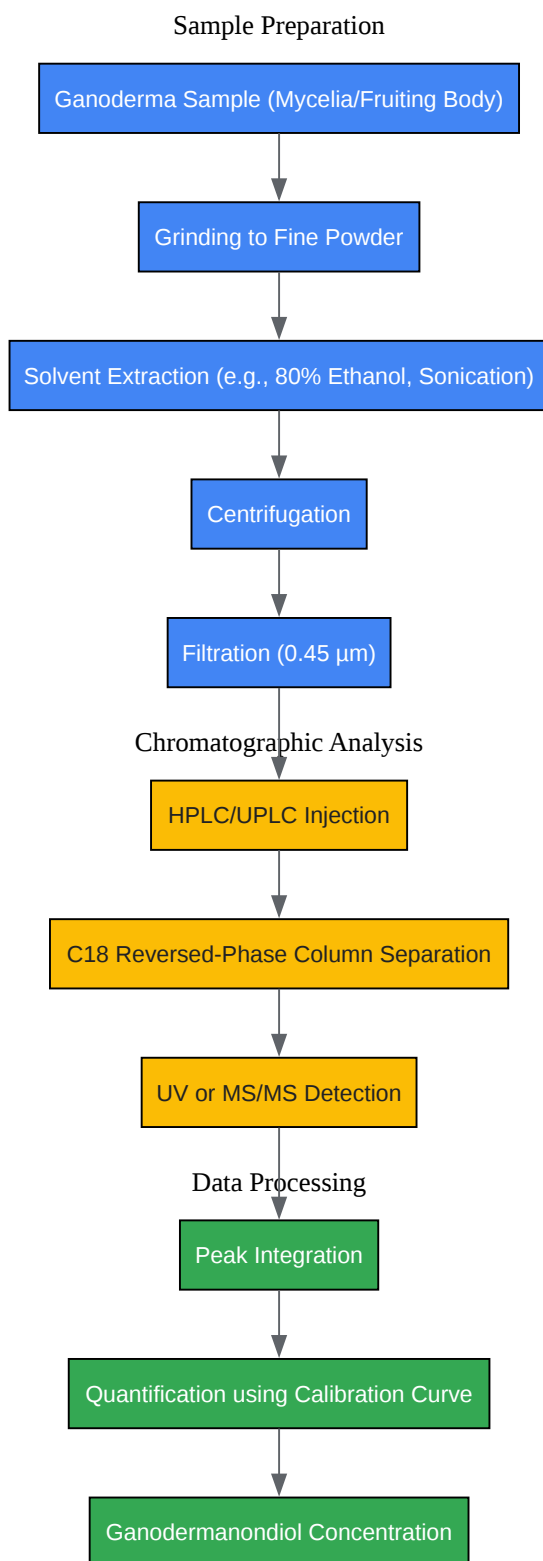 Sample Preparation
Ganoderma Sample (Mycelia/Fruiting Body)
Grinding to Fine Powder
Solvent Extraction (e.g., 80% Ethanol, Sonication)
Centrifugation
Filtration (0.45 µm)
Chromatographic Analysis
HPLC/UPLC Injection
C18 Reversed-Phase Column Separation
UV or MS/MS Detection
Data Processing
Peak Integration
Quantification using Calibration Curve
Ganodermanondiol Concentration